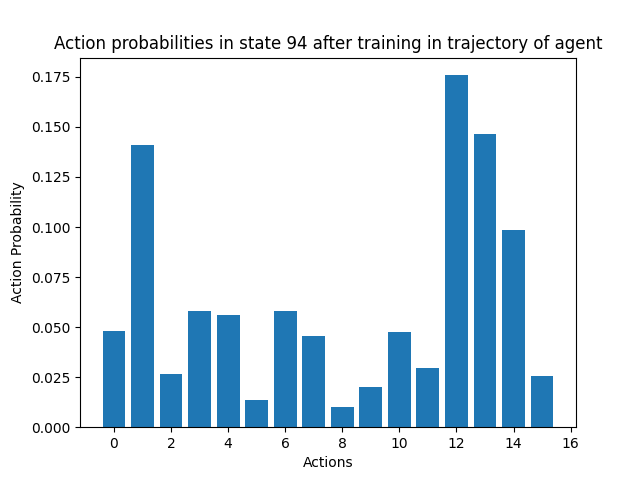 Action probabilities in state 94 after training in trajectory of agent
0.175
0.150
0.125
0.100
0.075
0.050
0.025
0.000
Action Probability
0 2 4 6 8 10 12 14 16
Actions